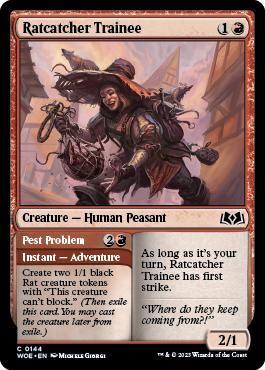 Ratcatcher Trainee 1
Creature — Human Peasant
Pest Problem 2
Instant — Adventure
Create two 1/1 black
Rat creature tokens
with “This creature
can’t block.” (Then exile
this card. You may cast
the creature later from
exile.)
As long as it’s your
turn, Ratcatcher
Trainee has first
strike.
“Where do they keep
coming from?!”
2/1
C 0144
WOE • EN Michele Giorgi
™ & © 2023 Wizards of the Coast